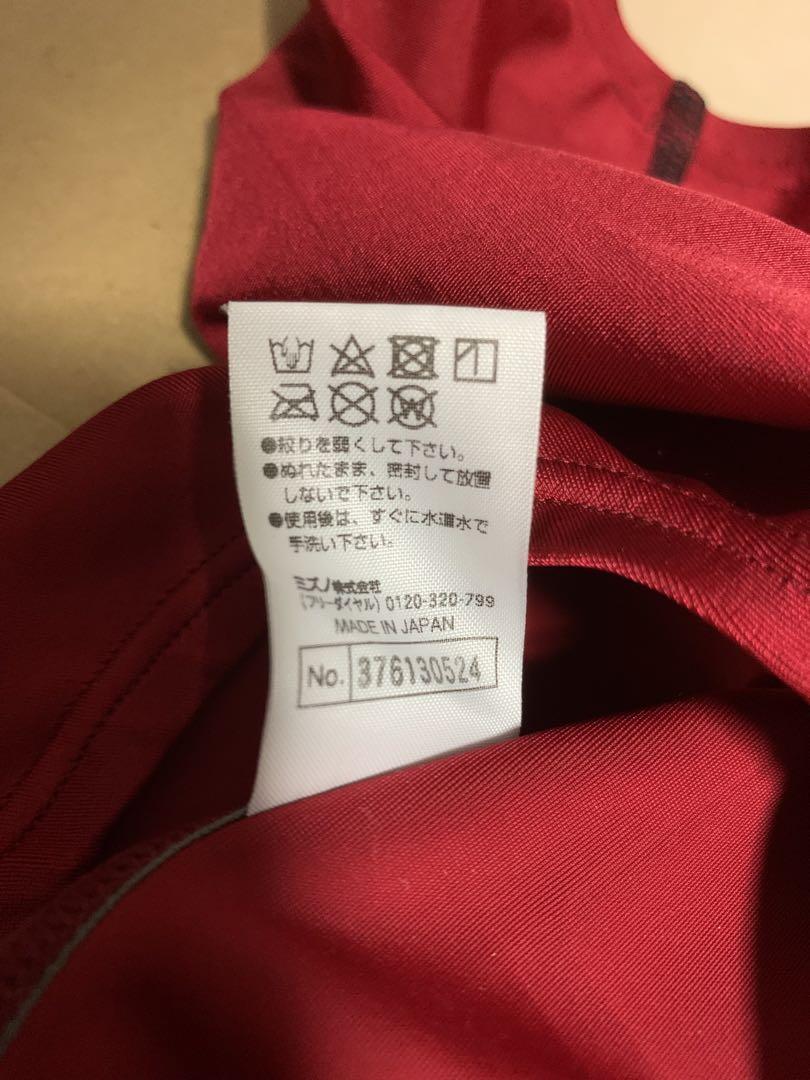 ●絞りを弱くして下さい。
●ぬれたまま、密封して放置
しないで下さい。
●使用後は、すぐに水道水で
手洗い下さい。
ミズノ株式会社
(フリーダイヤル) 0120-320-799
MADE IN JAPAN
No. 376130524